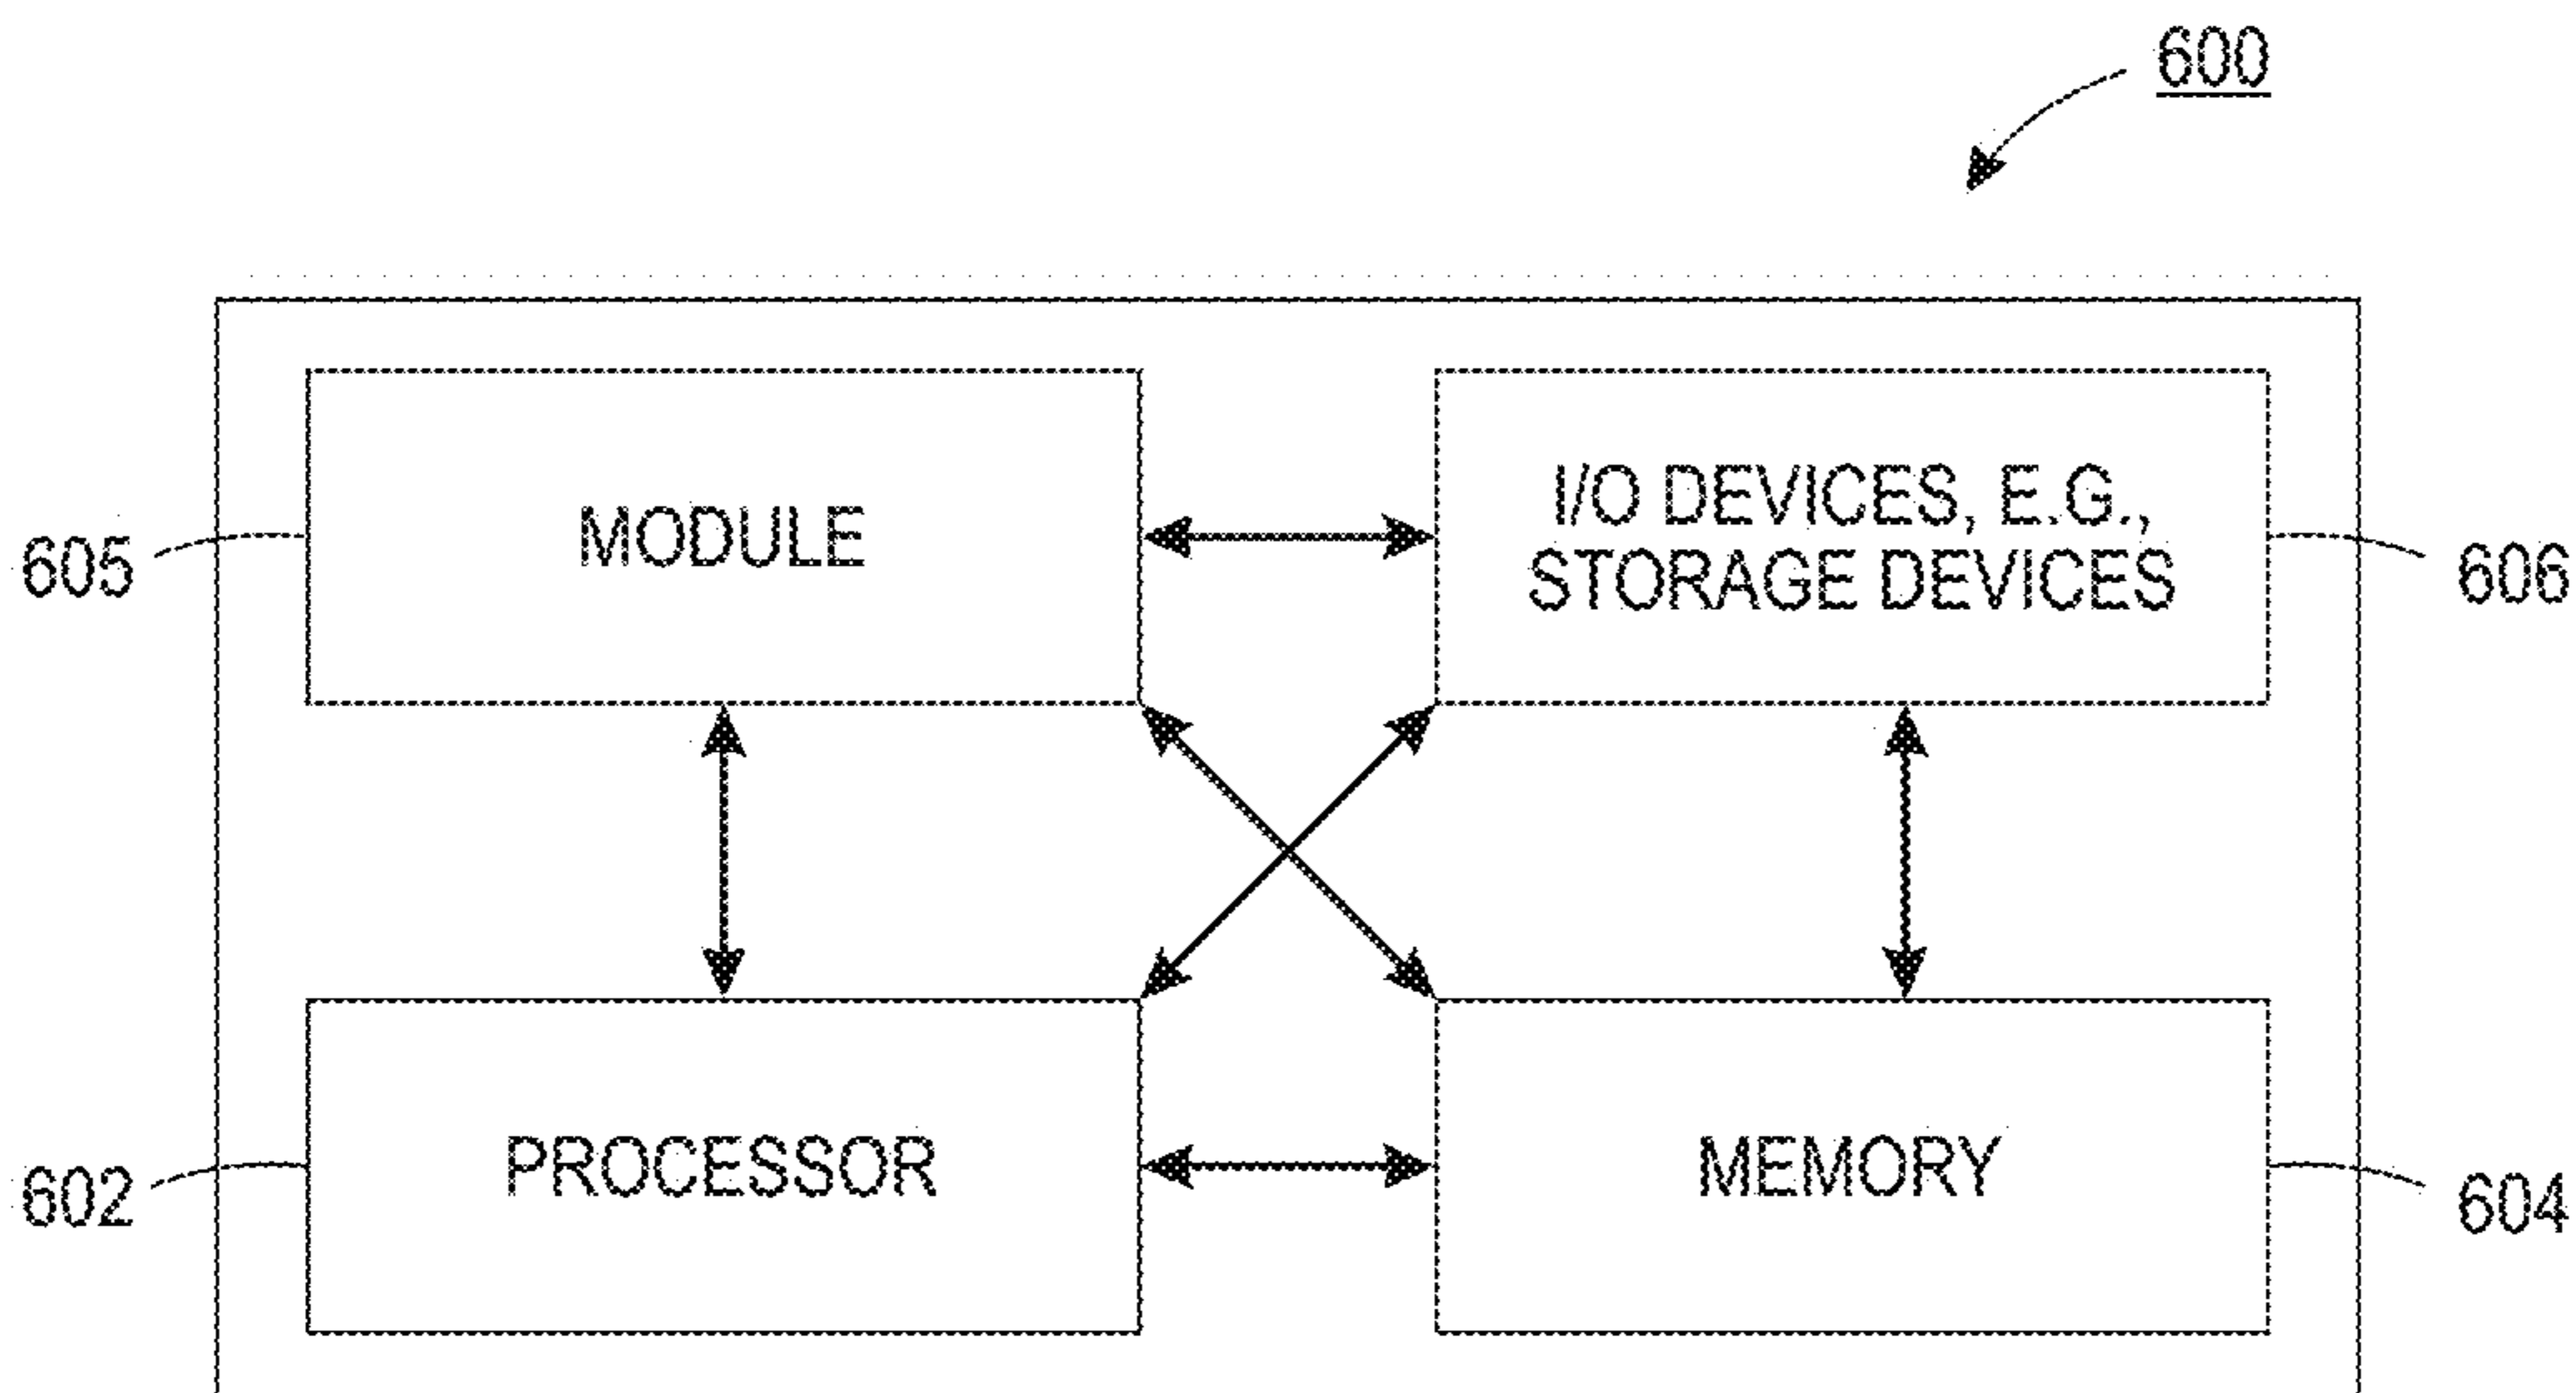 600
MODULE
I/O DEVICES, E.G.,
STORAGE DEVICES
605
606
PROCESSOR
MEMORY
602
604